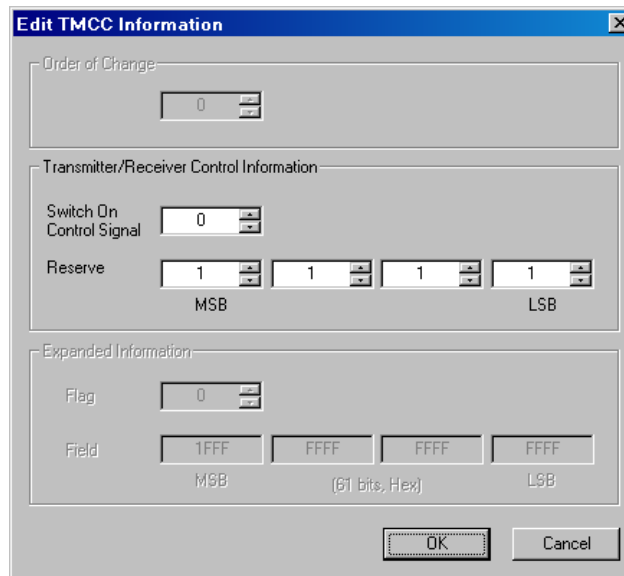 Edit TMCC Information
Order of Change
0
Transmitter/Receiver Control Information
Switch On
Control Signal
0
Reserve
1 1 1 1
MSB LSB
Expanded Information
Flag
0
Field
1FFF FFFF FFFF FFFF
MSB (61 bits, Hex) LSB
OK Cancel